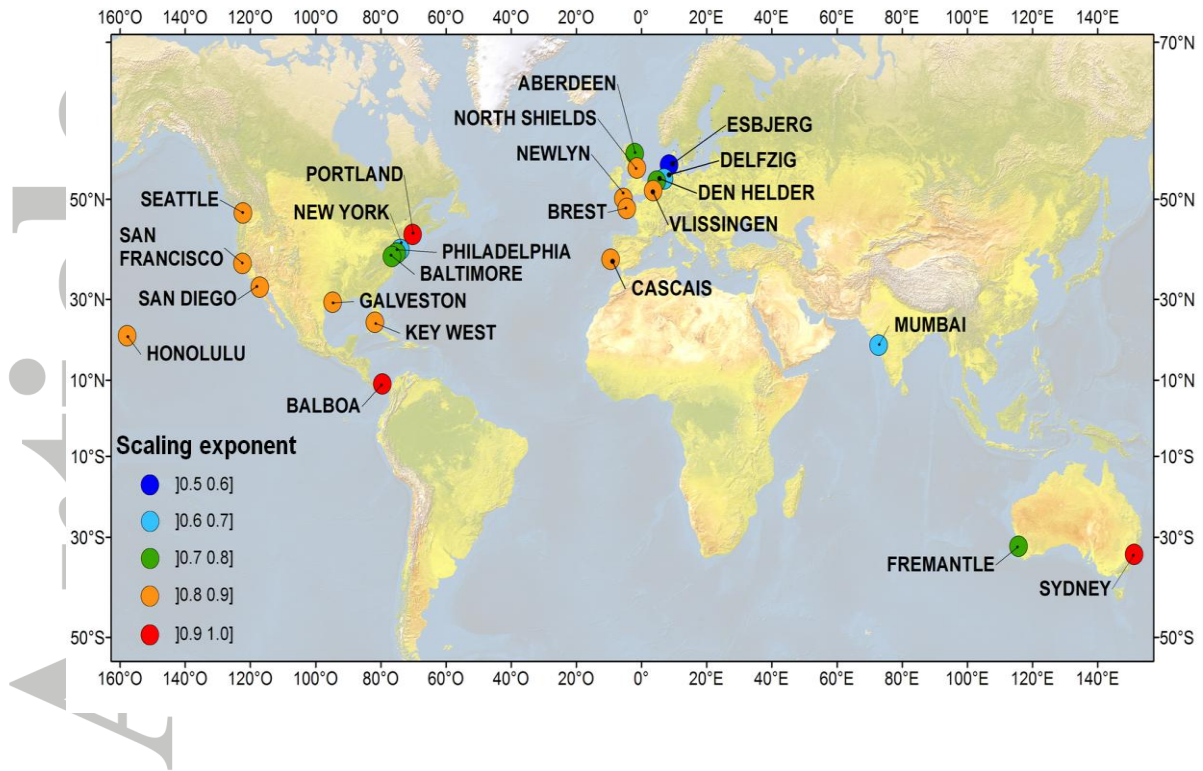 160°O 140°O 120°O 100°O 80°O 60°O 40°O 20°O 0° 20°E 40°E 60°E 80°E 100°E 120°E 140°E
70°N 70°N
ABERDEEN
NORTH SHIELDS
ESBJERG
NEWLYN
DELFZIG
PORTLAND
DEN HELDER
50°N 50°N
SEATTLE
NEW YORK
BREST
VLISSINGEN
SAN
FRANCISCO
PHILADELPHIA
BALTIMORE
CASCAIS
SAN DIEGO
GALVESTON
30°N 30°N
MUMBAI
KEY WEST
HONOLULU
10°N 10°N
BALBOA
Scaling exponent
10°S 10°S
]0.5 0.6]
]0.6 0.7]
30°S 30°S
]0.7 0.8]
FREMANTLE
SYDNEY
]0.8 0.9]
]0.9 1.0]
50°S 50°S
160°O 140°O 120°O 100°O 80°O 60°O 40°O 20°O 0° 20°E 40°E 60°E 80°E 100°E 120°E 140°E